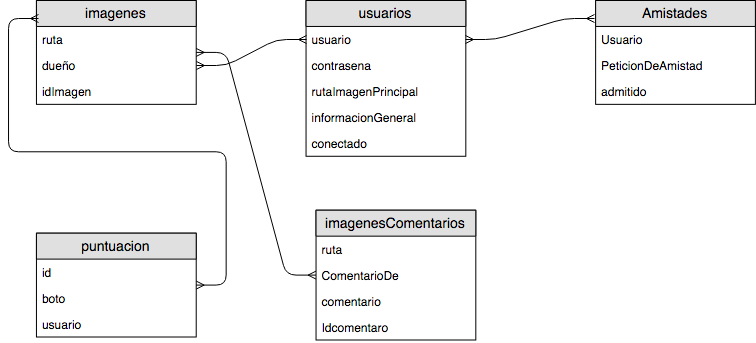 imagenes
ruta
dueño
idImagen
usuarios
usuario
contrasena
rutaImagenPrincipal
informacionGeneral
conectado
Amistades
Usuario
PeticionDeAmistad
admitido
puntuacion
id
boto
usuario
imagenesComentarios
ruta
ComentarioDe
comentario
Idcomentaro